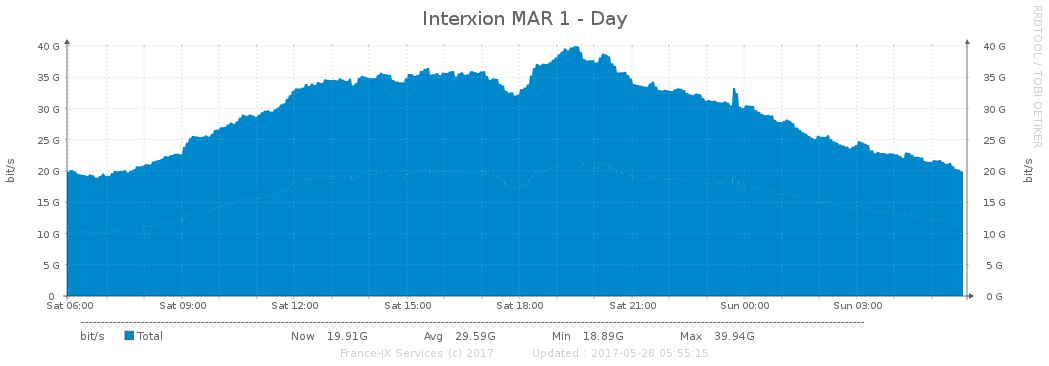 Interxion MAR 1 - Day
RRDTOOL / TOBI OETIKER
40 G 40 G
35 G 35 G
30 G 30 G
25 G 25 G
20 G 20 G
15 G 15 G
10 G 10 G
5 G 5 G
0 0 G
bit/s bit/s
Sat 06:00 Sat 09:00 Sat 12:00 Sat 15:00 Sat 18:00 Sat 21:00 Sun 00:00 Sun 03:00
bit/s Total Now 19.91G Avg 29.59G Min 18.89G Max 39.94G
France-IX Services (c) 2017 Updated : 2017-05-28 05:55:15